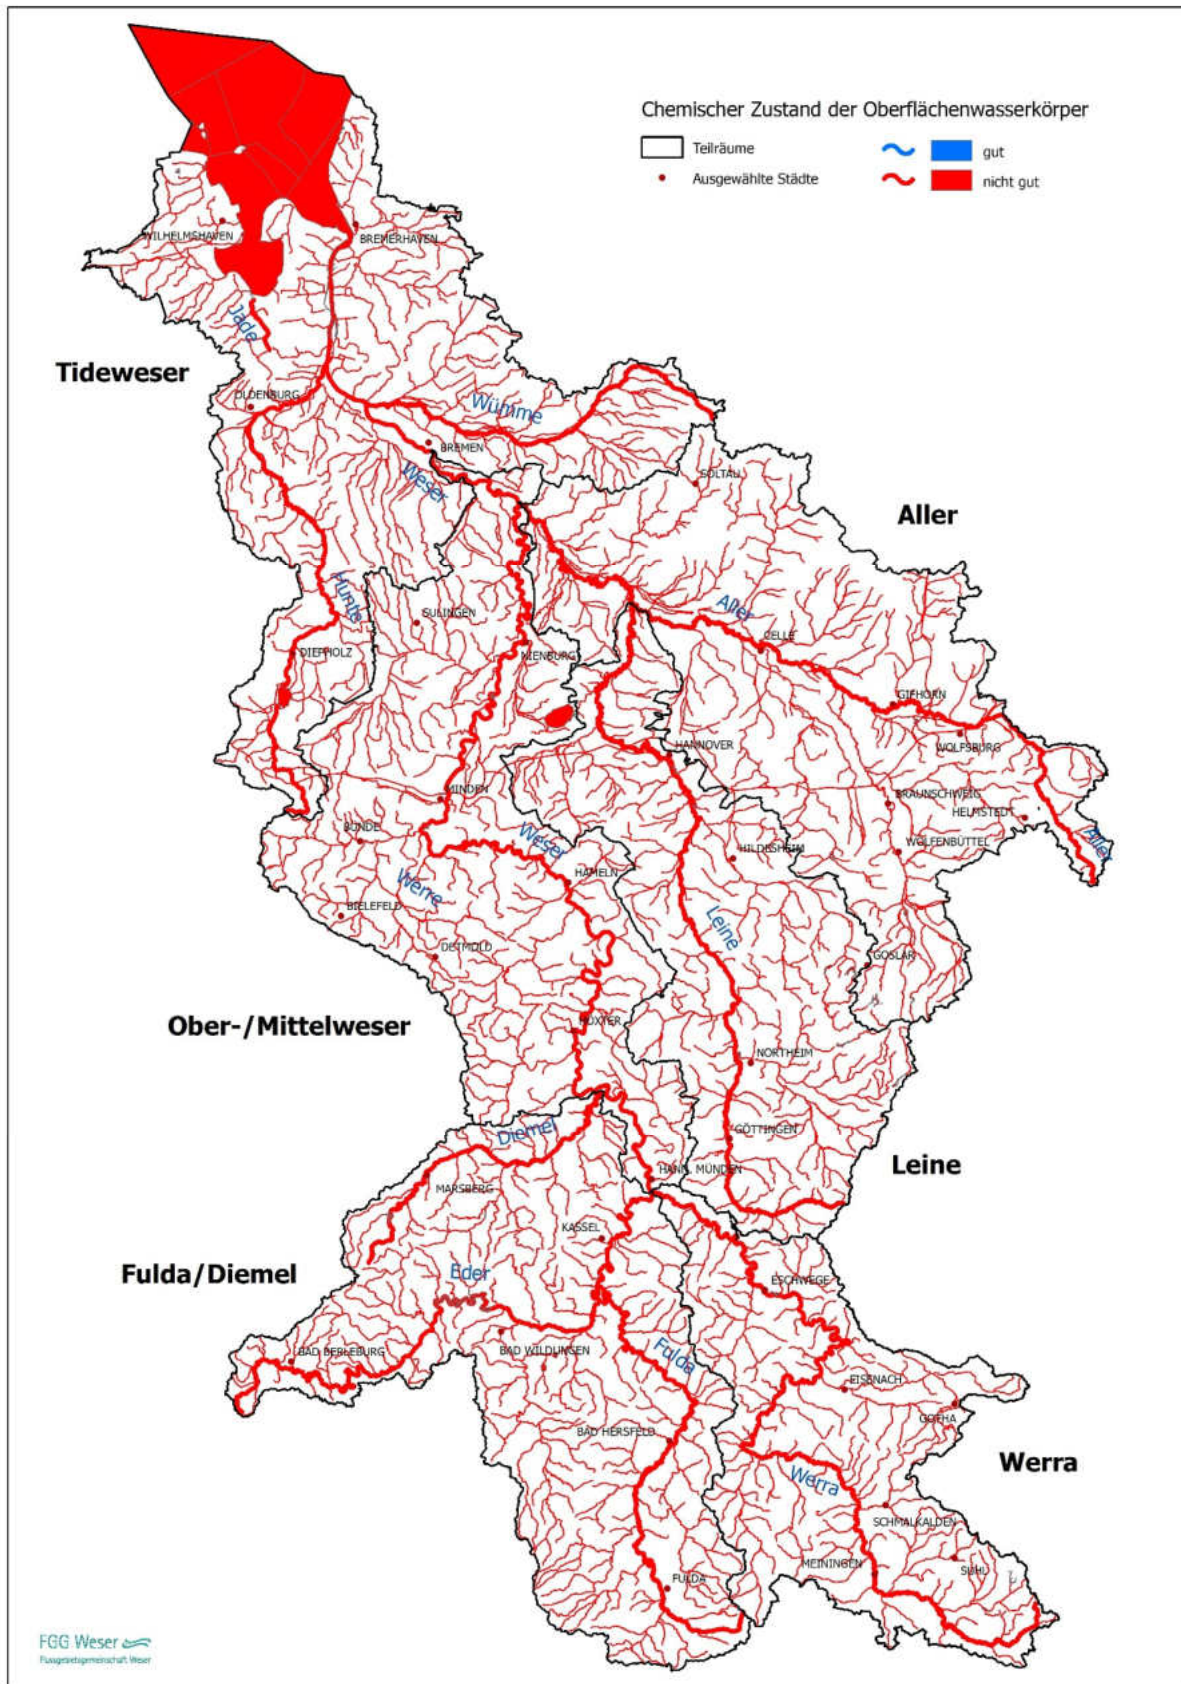 Chemischer Zustand der Oberflächenwasserkörper
Teilräume
gut
Ausgewählte Städte
nicht gut
WILHELMSHAVEN
BREMERHAVEN
Jade
Tideweser
OLDENBURG
Wümme
BREMEN
Weser
SOLTAU
Aller
Hunte
SULINGEN
Aller
CELLE
DIEPHOLZ
NIENBURG
GIFHORN
HANNOVER
WOLFSBURG
MINDEN
BRAUNSCHWEIG
HELMSTEDT
BÜNDE
Weser
WOLFENBÜTTEL
Aller
HILDESHEIM
HAMELN
Werre
BIELEFELD
Leine
DETMOLD
GOSLAR
Ober-/Mittelweser
HÖXTER
NORTHEIM
Diemel
GÖTTINGEN
Leine
HANN. MÜNDEN
MARSBERG
KASSEL
Fulda/Diemel
Eder
ESCHWEGE
BAD BERLEBURG
BAD WILDUNGEN
Fulda
EISENACH
GOTHA
BAD HERSFELD
Werra
Werra
SCHMALKALDEN
MEININGEN
SUHL
FULDA
FGG Weser
Flussgebietsgemeinschaft Weser